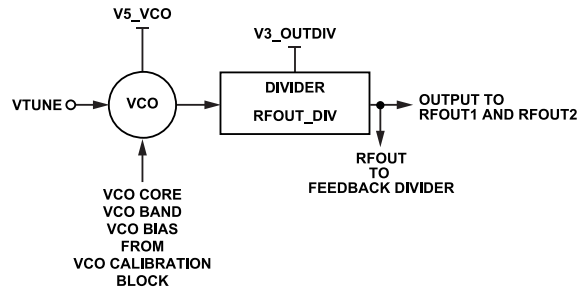 V5_VCO
V3_OUTDIV
VTUNE
VCO
DIVIDER
RFOUT_DIV
OUTPUT TO
RFOUT1 AND RFOUT2
RFOUT
TO
FEEDBACK DIVIDER
VCO CORE
VCO BAND
VCO BIAS
FROM
VCO CALIBRATION
BLOCK